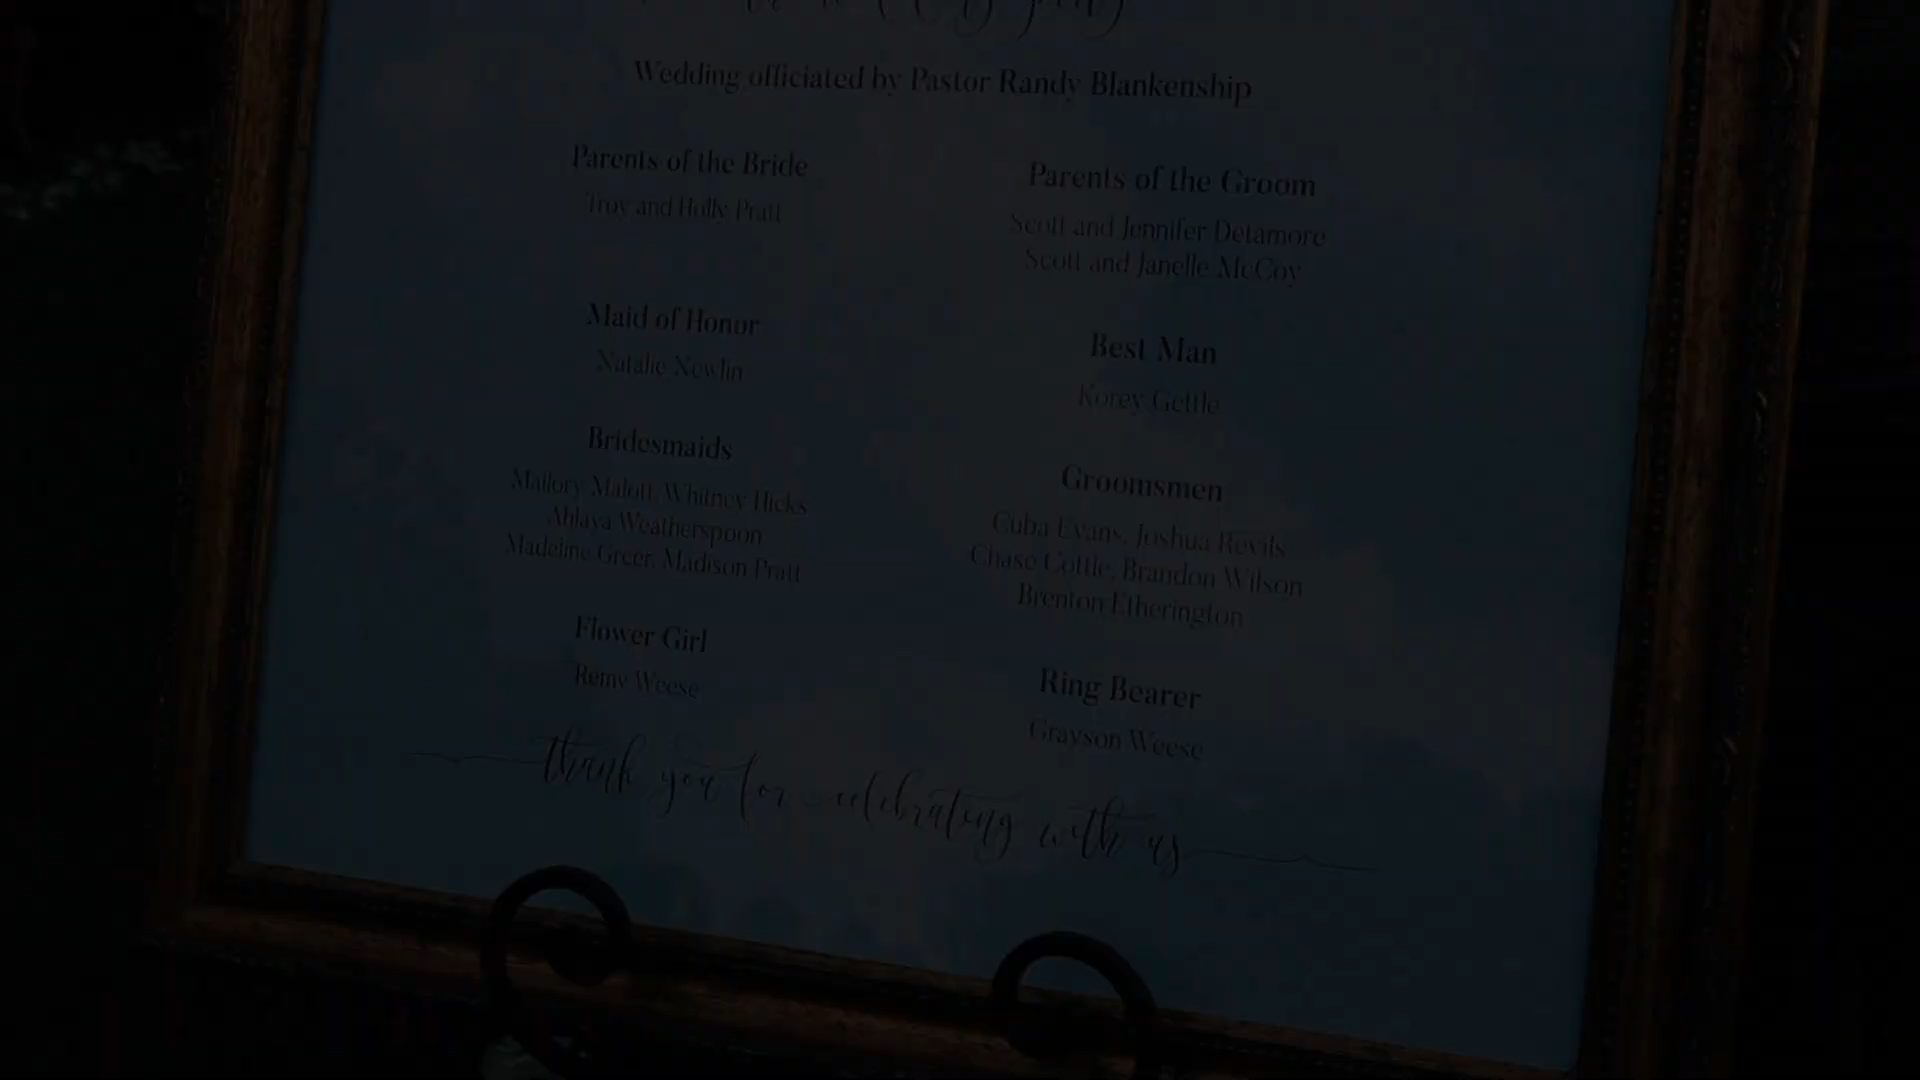 Wedding officiated by Pastor Randy Blankenship
Parents of the Bride
Troy and Holly Pratt
Maid of Honor
Natalie Newlin
Bridesmaids
Mallory Malott, Whitney Hicks
Ahlaya Weatherspoon
Madeline Greer, Madison Pratt
Flower Girl
Remy Weese
Parents of the Groom
Scott and Jennifer Detamore
Scott and Janelle McCoy
Best Man
Korey Gettle
Groomsmen
Cuba Evans, Joshua Revils
Chase Cottle, Brandon Wilson
Brenton Etherington
Ring Bearer
Grayson Weese
thank you for celebrating with us